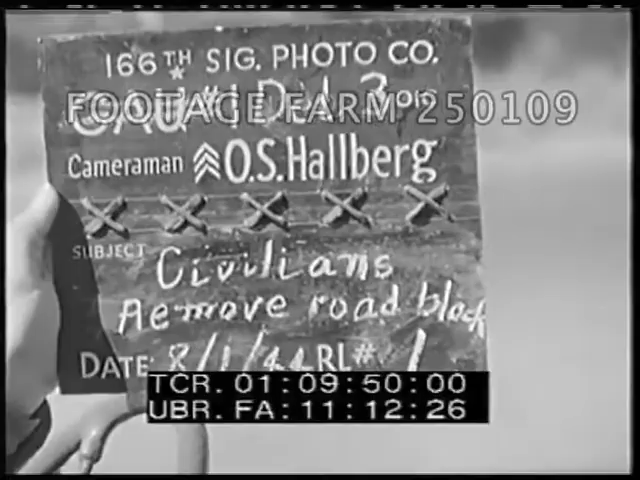 166TH SIG. PHOTO CO.
FOOTAGE FARM 250109
Cameraman O.S.Hallberg
SUBJECT Civilians
Remove road block
DATE: 8/1/44 RL# 1
TCR. 01:09:50:00
UBR. FA: 11:12:26